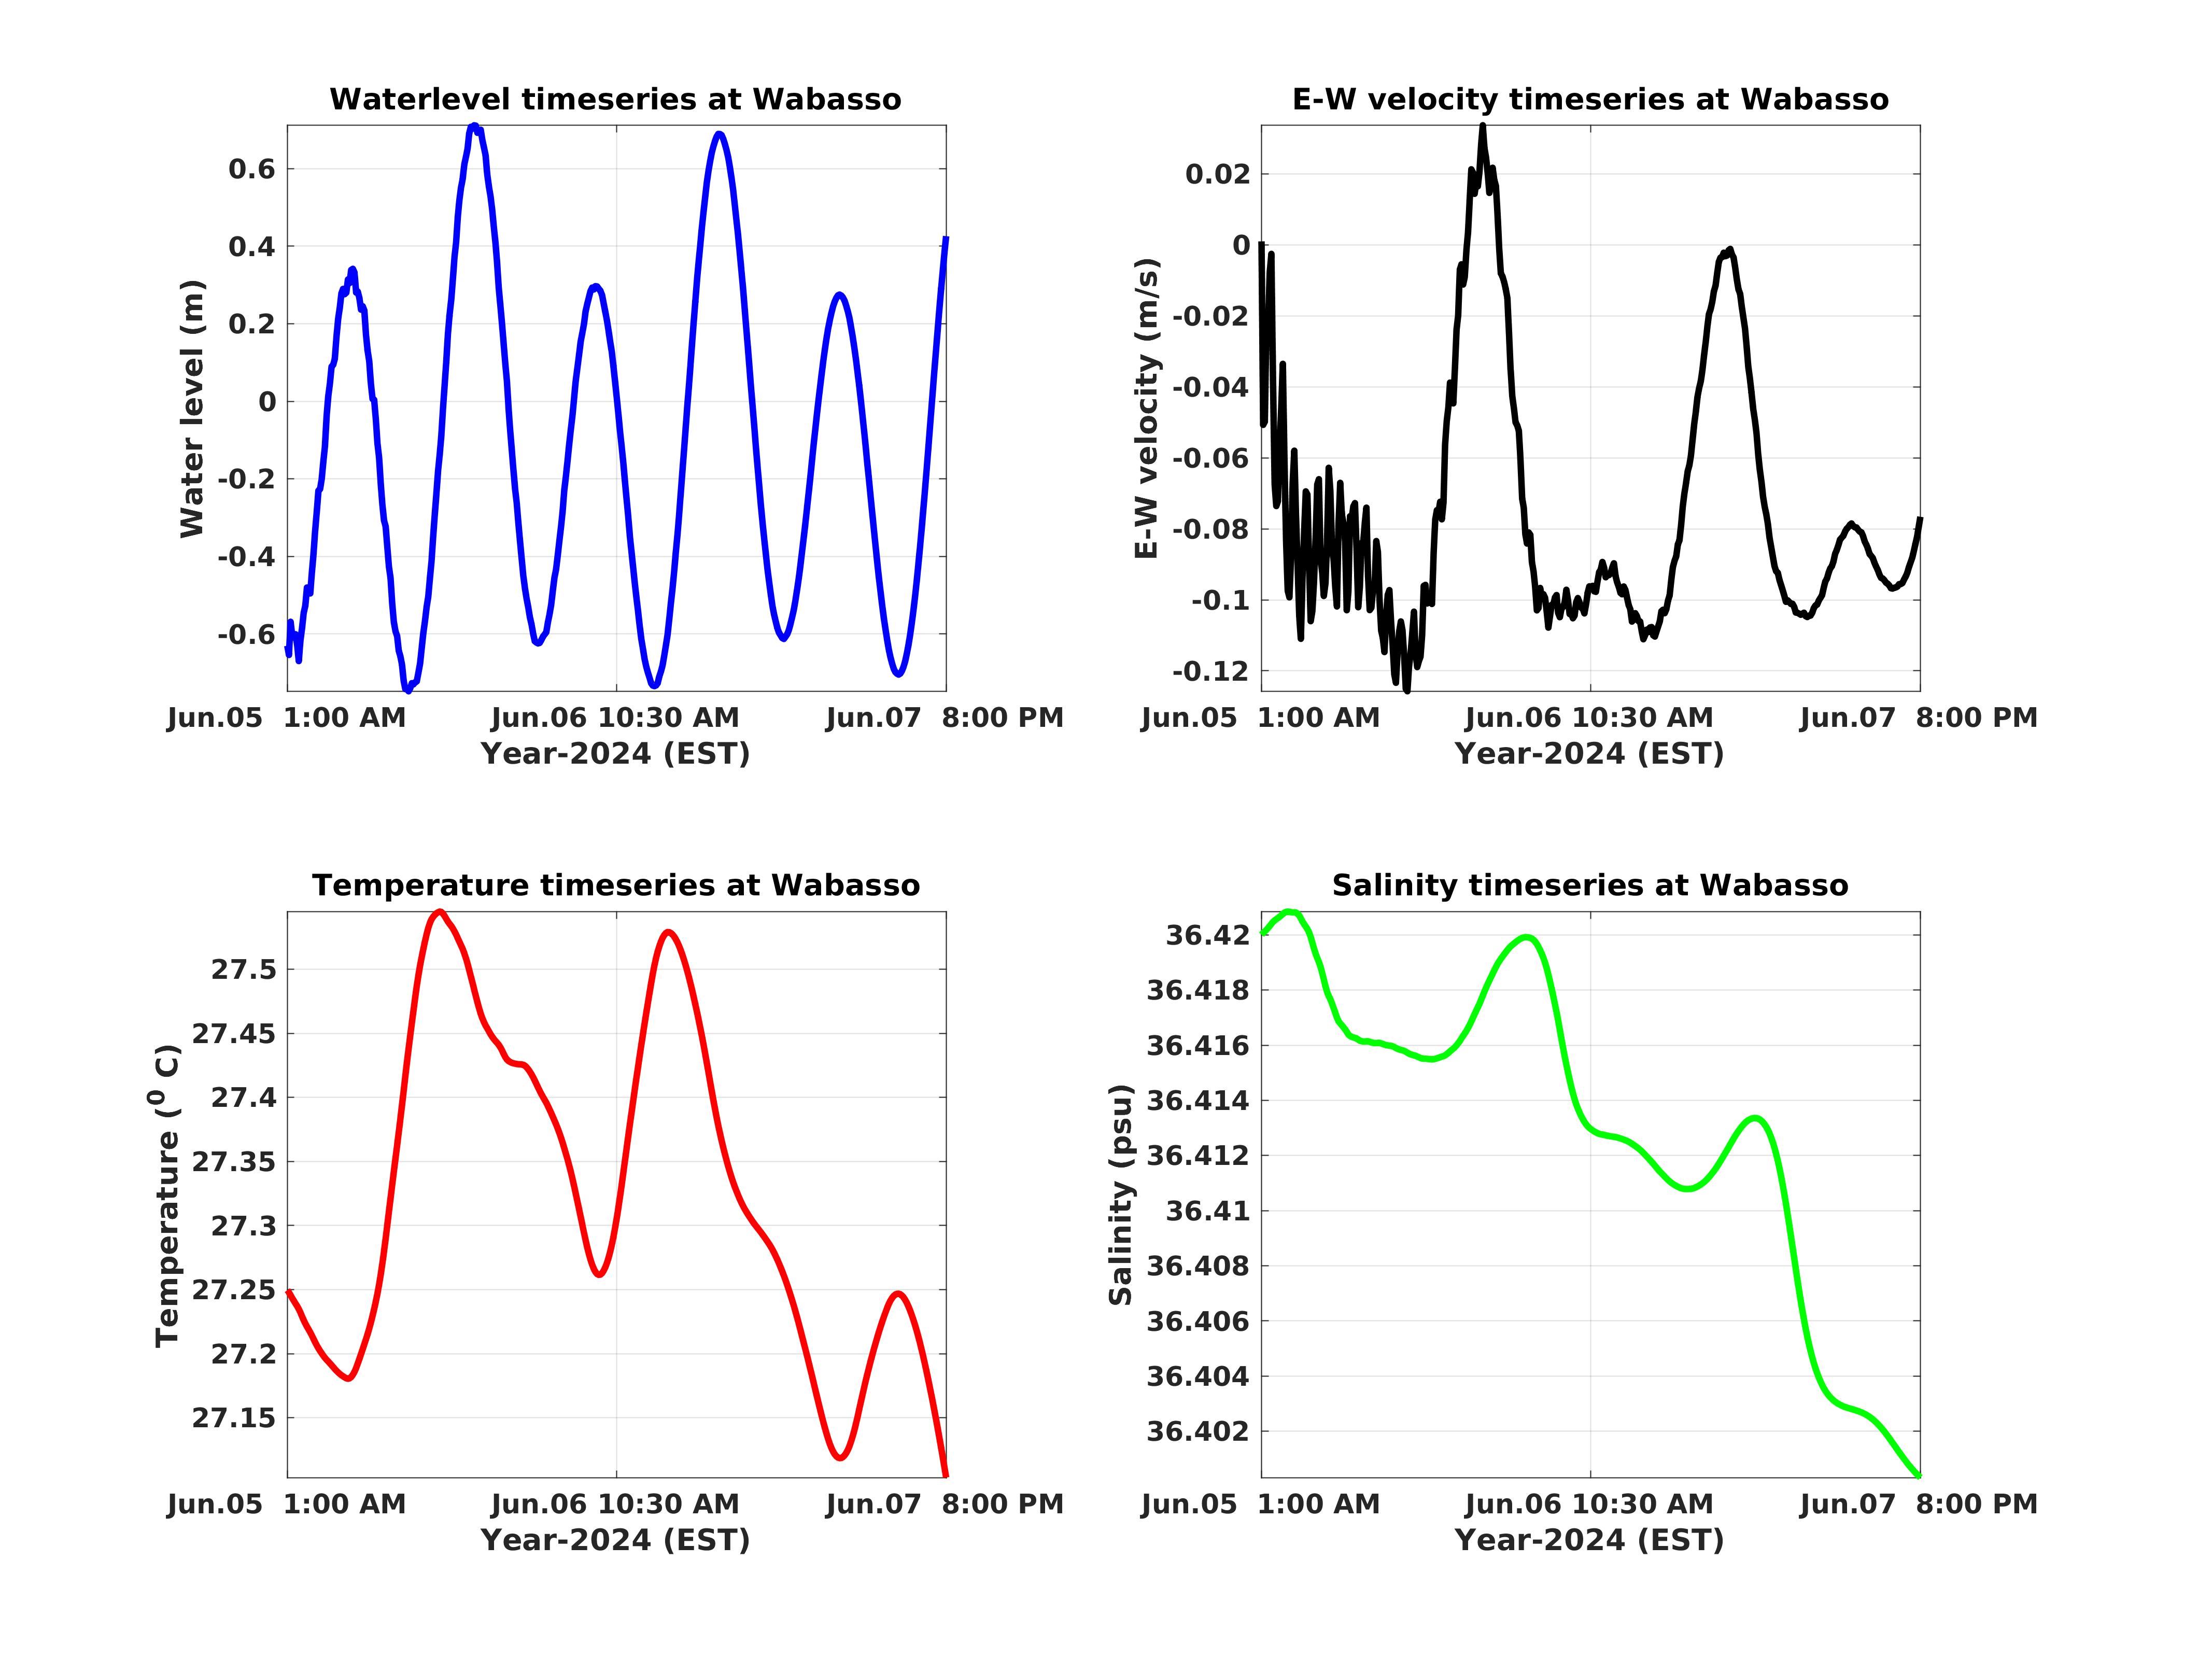 Waterlevel timeseries at Wabasso
0.6
0.4
0.2
0
-0.2
-0.4
-0.6
Water level (m)
Jun.05 1:00 AM Jun.06 10:30 AM Jun.07 8:00 PM
Year-2024 (EST)
E-W velocity timeseries at Wabasso
0.02
0
-0.02
-0.04
-0.06
-0.08
-0.1
-0.12
E-W velocity (m/s)
Jun.05 1:00 AM Jun.06 10:30 AM Jun.07 8:00 PM
Year-2024 (EST)
Temperature timeseries at Wabasso
27.5
27.45
27.4
27.35
27.3
27.25
27.2
27.15
Temperature (⁰ C)
Jun.05 1:00 AM Jun.06 10:30 AM Jun.07 8:00 PM
Year-2024 (EST)
Salinity timeseries at Wabasso
36.42
36.418
36.416
36.414
36.412
36.41
36.408
36.406
36.404
36.402
Salinity (psu)
Jun.05 1:00 AM Jun.06 10:30 AM Jun.07 8:00 PM
Year-2024 (EST)